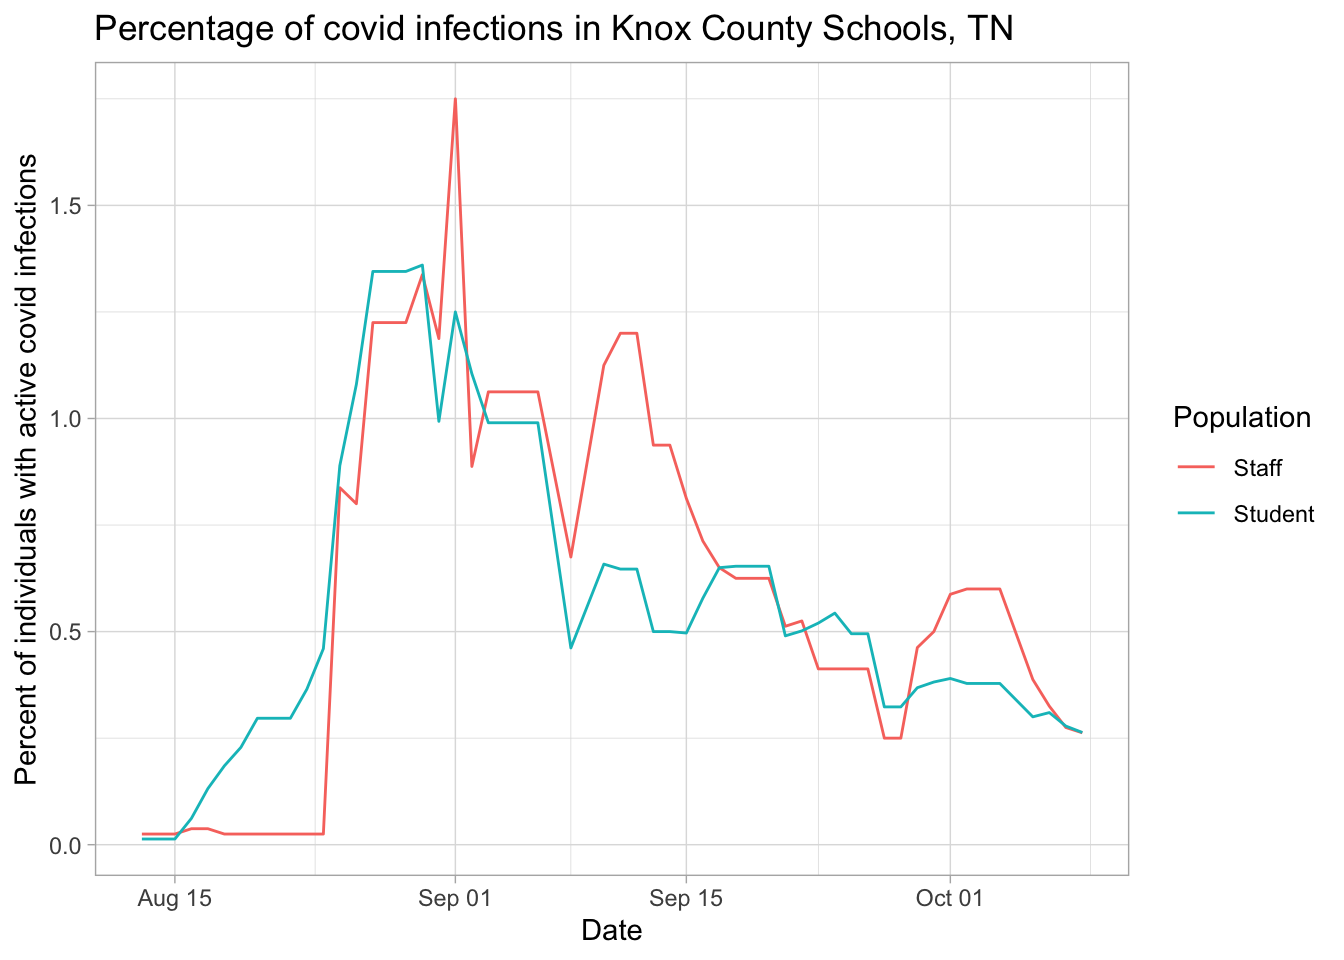 Percentage of covid infections in Knox County Schools, TN
Percent of individuals with active covid infections
1.5
1.0
0.5
0.0
Aug 15
Sep 01
Sep 15
Oct 01
Date
Population
Staff
Student